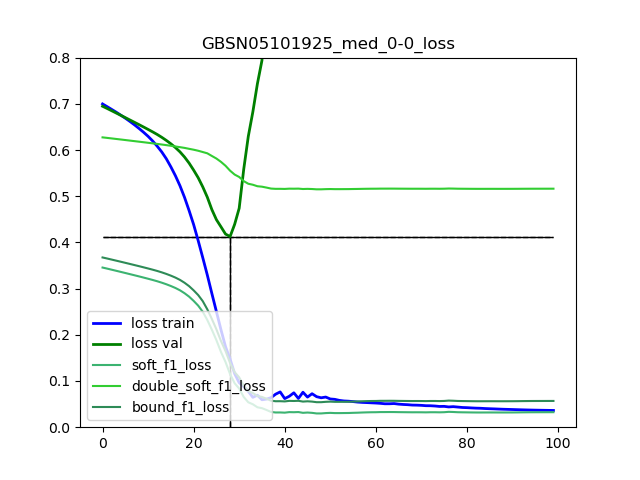 GBSN05101925_med_0-0_loss
0.8
0.7
0.6
0.5
0.4
0.3
0.2
0.1
0.0
loss train
loss val
soft_f1_loss
double_soft_f1_loss
bound_f1_loss
0 20 40 60 80 100